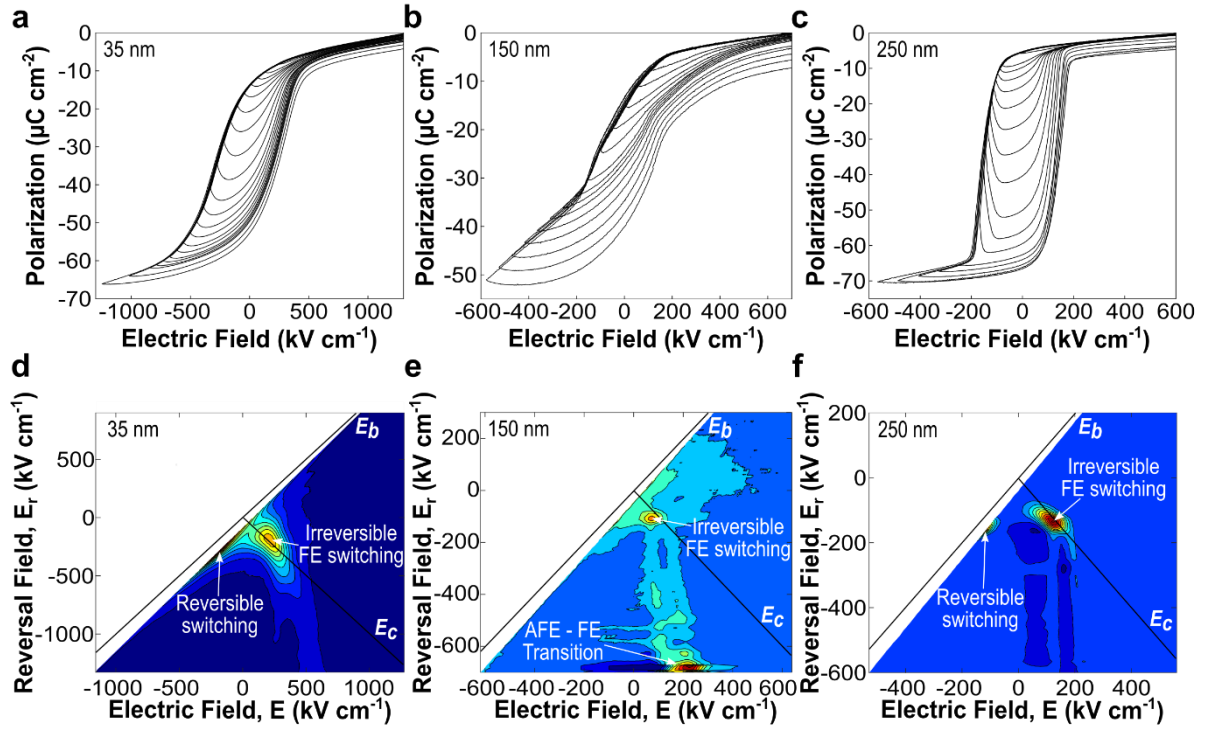 a
35 nm
0
-10
-20
-30
-40
-50
-60
-70
-1000 -500 0 500 1000
Polarization (µC cm-2)
Electric Field (kV cm-1)
b
150 nm
0
-10
-20
-30
-40
-50
-600 -400 -200 0 200 400 600
Polarization (µC cm-2)
Electric Field (kV cm-1)
c
250 nm
0
-10
-20
-30
-40
-50
-60
-70
-80
-600 -400 -200 0 200 400 600
Polarization (µC cm-2)
Electric Field (kV cm-1)
d
35 nm
Eb
500
0
-500
-1000
Irreversible
FE switching
Reversible
switching
Ec
-1000 -500 0 500 1000
Reversal Field, Er (kV cm-1)
Electric Field, E (kV cm-1)
e
150 nm
Eb
200
0
-200
-400
-600
Irreversible
FE switching
AFE - FE
Transition
Ec
-600 -400 -200 0 200 400 600
Reversal Field, Er (kV cm-1)
Electric Field, E (kV cm-1)
f
250 nm
Eb
200
0
-200
-400
-600
Irreversible
FE switching
Reversible
switching
Ec
-400 -200 0 200 400
Reversal Field, Er (kV cm-1)
Electric Field, E (kV cm-1)